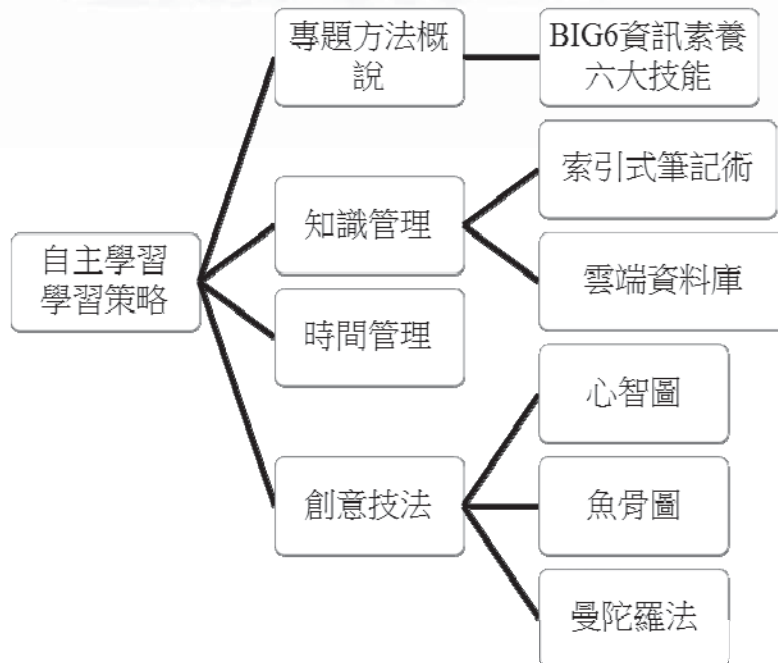 專題方法概
說
BIG6資訊素養
六大技能
索引式筆記術
知識管理
雲端資料庫
自主學習
學習策略
時間管理
心智圖
創意技法
魚骨圖
曼陀羅法